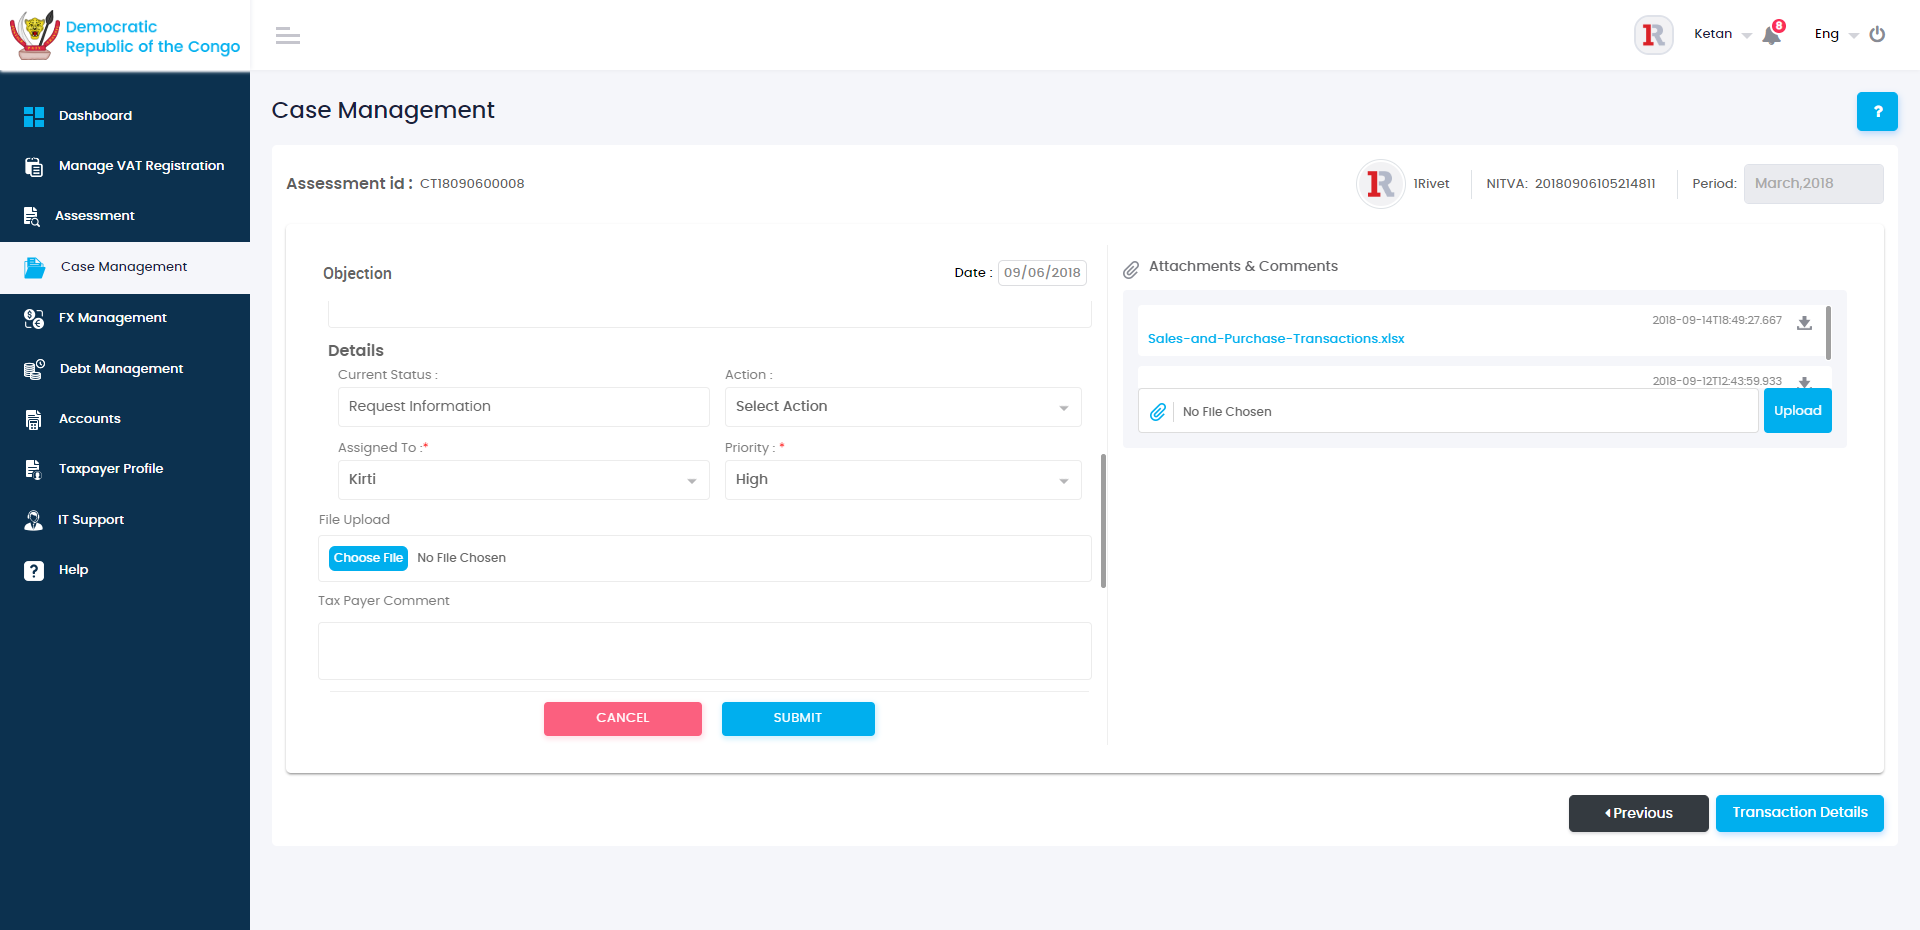 Democratic
Republic of the Congo
1R
Ketan
8
Eng
Dashboard
Manage VAT Registration
Assessment
Case Management
FX Management
Debt Management
Accounts
Taxpayer Profile
IT Support
Help
Case Management
?
Assessment id : CT18090600008
1R
1Rivet
NITVA: 20180906105214811
Period: March,2018
Objection
Date : 09/06/2018
Details
Current Status :
Action :
Request Information
Select Action
Assigned To :*
Priority : *
Kirti
High
File Upload
Choose File No File Chosen
Tax Payer Comment
CANCEL
SUBMIT
Attachments & Comments
2018-09-14T18:49:27.667
Sales-and-Purchase-Transactions.xlsx
2018-09-12T12:43:59.933
No File Chosen
Upload
Previous
Transaction Details